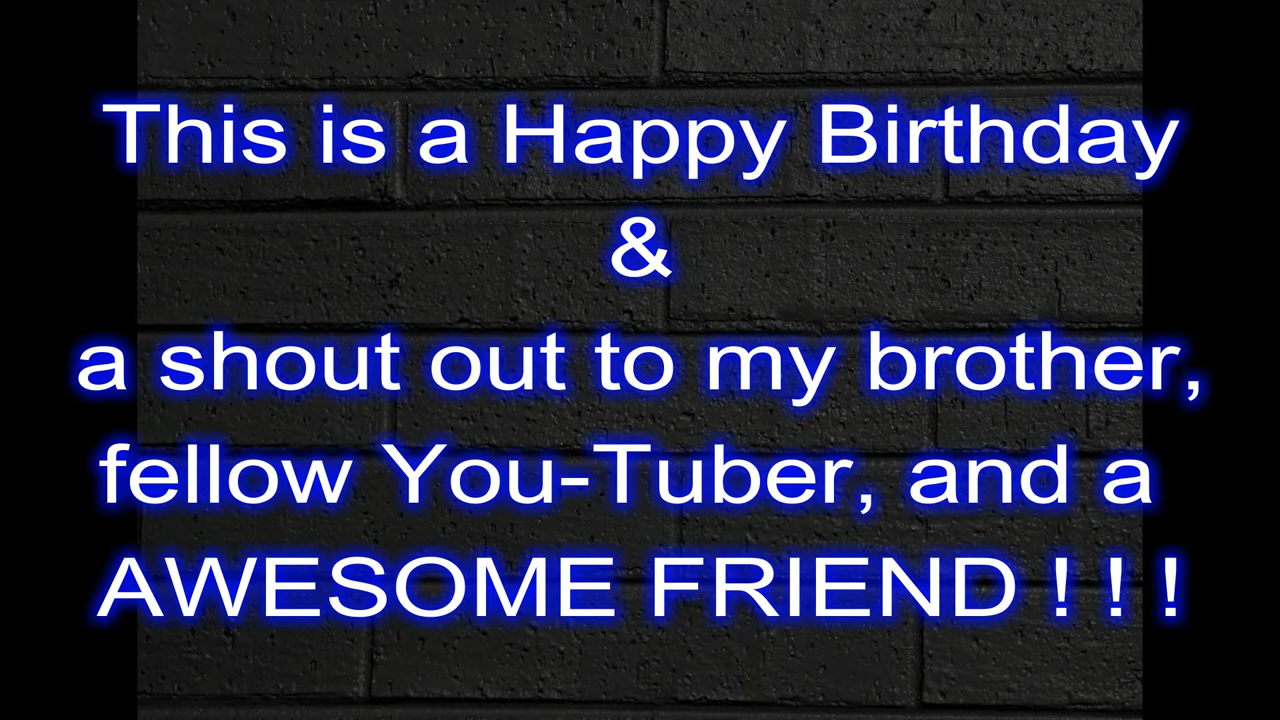 This is a Happy Birthday
&
a shout out to my brother,
fellow You-Tuber, and a
AWESOME FRIEND ! ! !